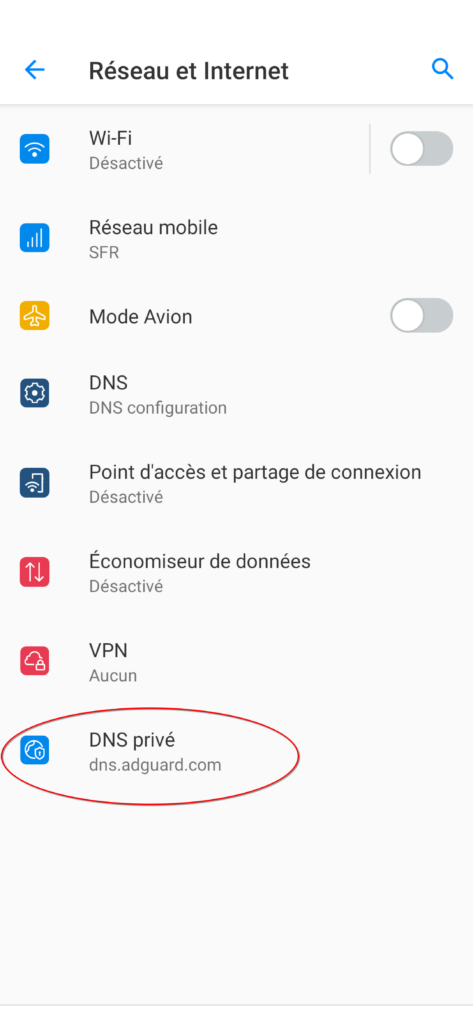 Réseau et Internet
Wi-Fi
Désactivé
Réseau mobile
SFR
Mode Avion
DNS
DNS configuration
Point d'accès et partage de connexion
Désactivé
Économiseur de données
Désactivé
VPN
Aucun
DNS privé
dns.adguard.com